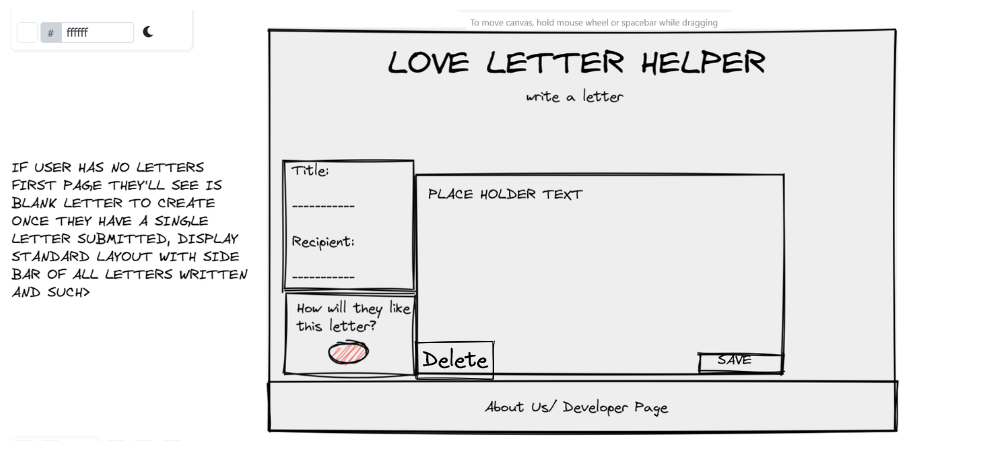 To move canvas, hold mouse wheel or spacebar while dragging
# ffffff
LOVE LETTER HELPER
write a letter
IF USER HAS NO LETTERS
FIRST PAGE THEY'LL SEE IS
BLANK LETTER TO CREATE
ONCE THEY HAVE A SINGLE
LETTER SUBMITTED, DISPLAY
STANDARD LAYOUT WITH SIDE
BAR OF ALL LETTERS WRITTEN
AND SUCH>
Title:
___________
Recipient:
___________
How will they like
this letter?
PLACE HOLDER TEXT
Delete
SAVE
About Us/ Developer Page